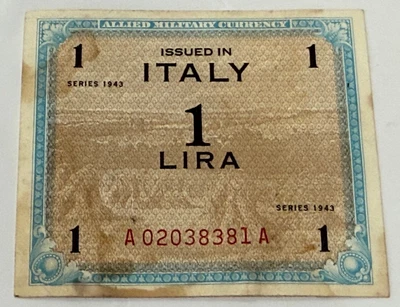 ALLIED MILITARY CURRENCY
1 ISSUED IN 1
ITALY
SERIES 1943
1
LIRA
SERIES 1943
1 A 02038381 A 1